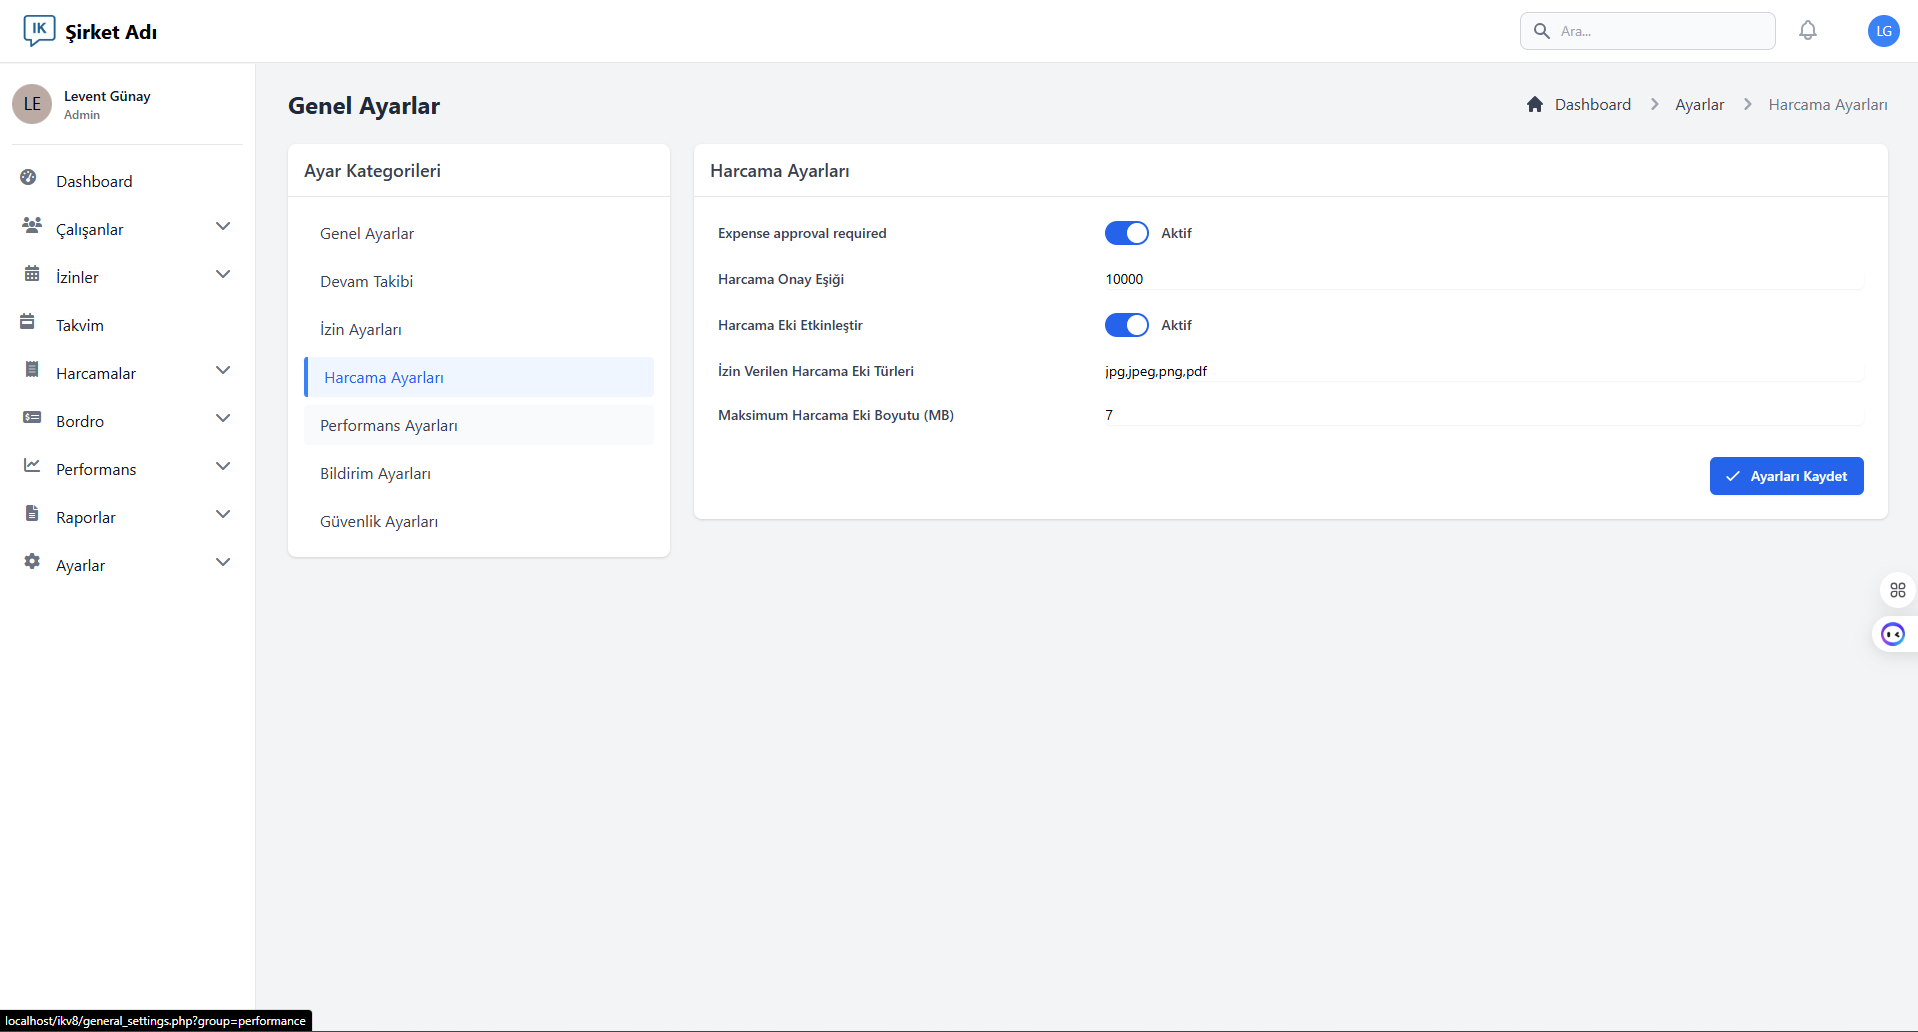 IK
Şirket Adı
Ara...
LG
LE
Levent Günay
Admin
Dashboard
Çalışanlar
İzinler
Takvim
Harcamalar
Bordro
Performans
Raporlar
Ayarlar
Genel Ayarlar
Dashboard
Ayarlar
Harcama Ayarları
Ayar Kategorileri
Genel Ayarlar
Devam Takibi
İzin Ayarları
Harcama Ayarları
Performans Ayarları
Bildirim Ayarları
Güvenlik Ayarları
Harcama Ayarları
Expense approval required
Aktif
Harcama Onay Eşiği
10000
Harcama Eki Etkinleştir
Aktif
İzin Verilen Harcama Eki Türleri
jpg,jpeg,png,pdf
Maksimum Harcama Eki Boyutu (MB)
7
Ayarları Kaydet
localhost/ikv8/general_settings.php?group=performance